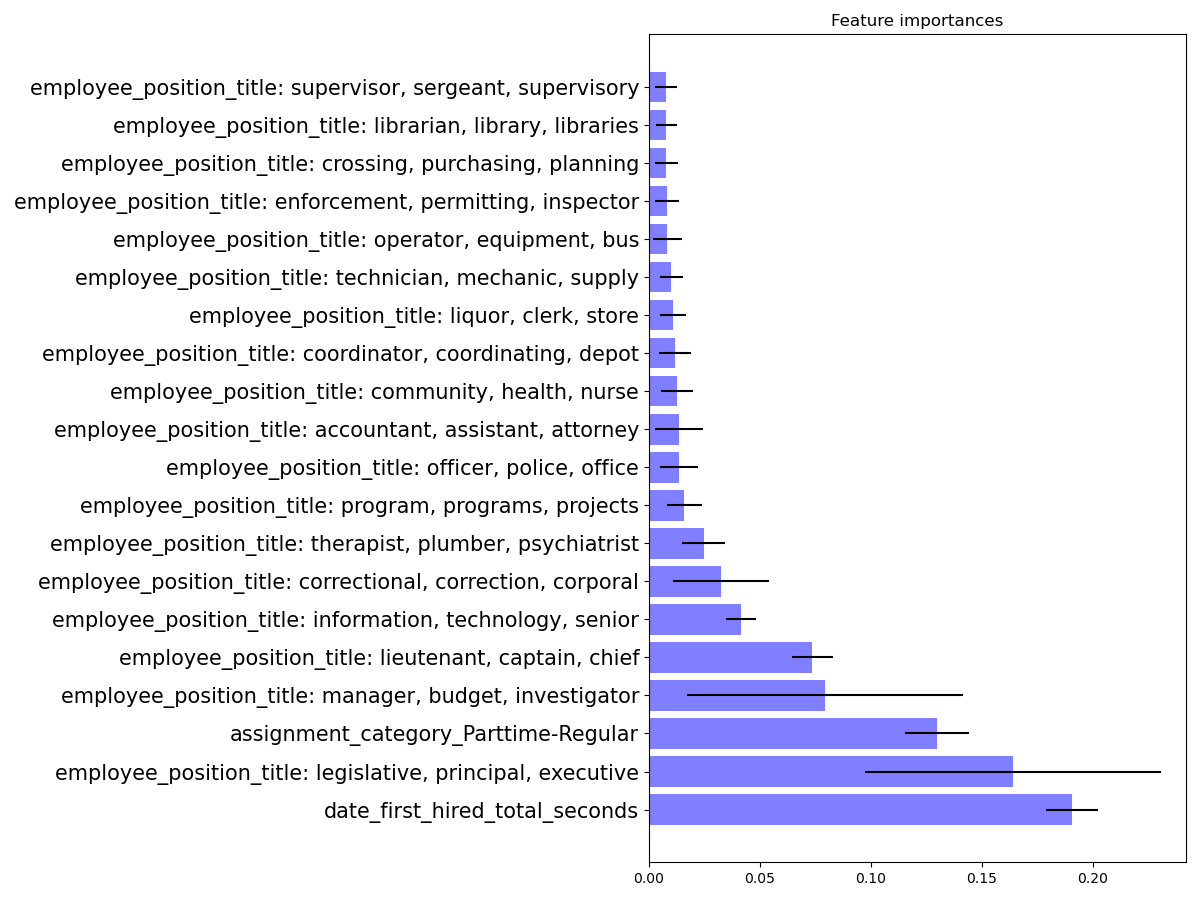 Feature importances
employee_position_title: supervisor, sergeant, supervisory
employee_position_title: librarian, library, libraries
employee_position_title: crossing, purchasing, planning
employee_position_title: enforcement, permitting, inspector
employee_position_title: operator, equipment, bus
employee_position_title: technician, mechanic, supply
employee_position_title: liquor, clerk, store
employee_position_title: coordinator, coordinating, depot
employee_position_title: community, health, nurse
employee_position_title: accountant, assistant, attorney
employee_position_title: officer, police, office
employee_position_title: program, programs, projects
employee_position_title: therapist, plumber, psychiatrist
employee_position_title: correctional, correction, corporal
employee_position_title: information, technology, senior
employee_position_title: lieutenant, captain, chief
employee_position_title: manager, budget, investigator
assignment_category_Parttime-Regular
employee_position_title: legislative, principal, executive
date_first_hired_total_seconds
0.00 0.05 0.10 0.15 0.20